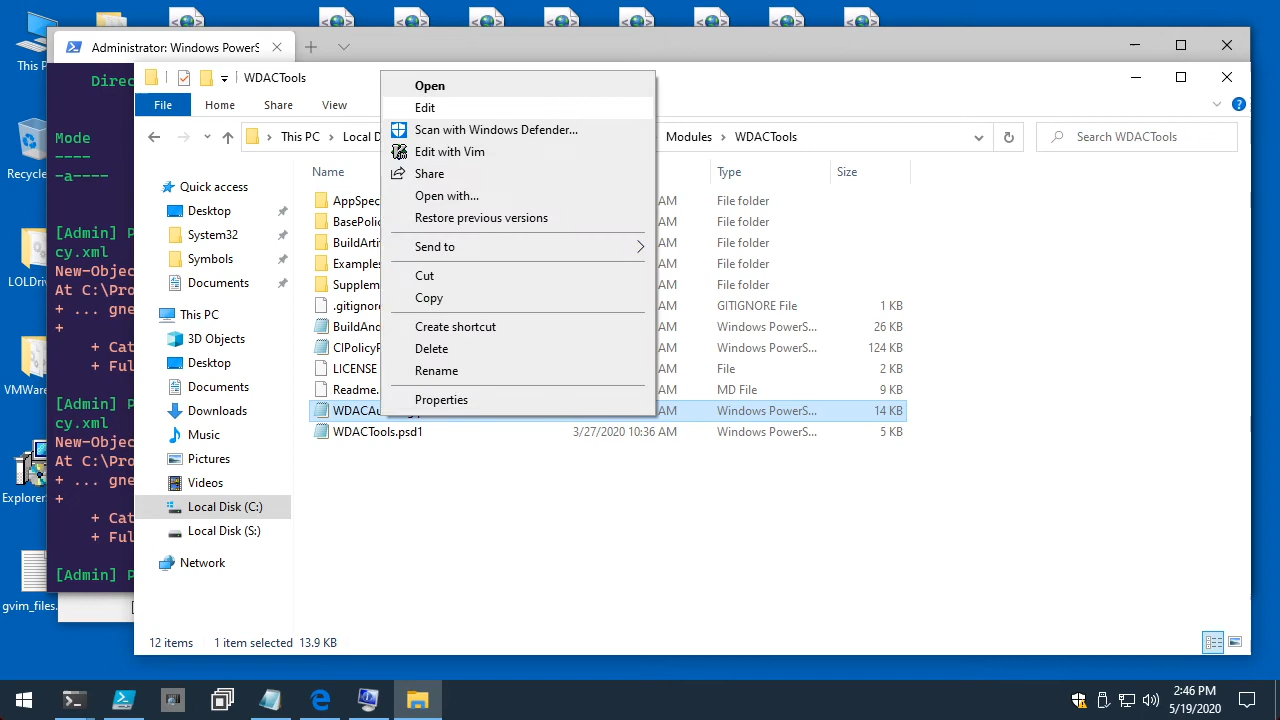 This P
Recycle
LOLDriv
VMWare
Explorer
gvim_files.
Administrator: Windows PowerS
Direc
Mode
----
-a----
[Admin] P
cy.xml
New-Objec
At C:\Pro
+ ... gne
+
+ Cat
+ Ful
[Admin] P
cy.xml
New-Objec
At C:\Pro
+ ... gne
+
+ Cat
+ Ful
[Admin] P
WDACTools
File Home Share View
This PC Local D Modules WDACTools
Search WDACTools
Quick access
Desktop
System32
Symbols
Documents
This PC
3D Objects
Desktop
Documents
Downloads
Music
Pictures
Videos
Local Disk (C:)
Local Disk (S:)
Network
Name Type Size
AppSpec AM File folder
BasePolic AM File folder
BuildArti AM File folder
Examples AM File folder
Supplem AM File folder
.gitignore AM GITIGNORE File 1 KB
BuildAnd AM Windows PowerS... 26 KB
CIPolicyP AM Windows PowerS... 124 KB
LICENSE AM File 2 KB
Readme. AM MD File 9 KB
WDACAu AM Windows PowerS... 14 KB
WDACTools.psd1 3/27/2020 10:36 AM Windows PowerS... 5 KB
Open
Edit
Scan with Windows Defender...
Edit with Vim
Share
Open with...
Restore previous versions
Send to
Cut
Copy
Create shortcut
Delete
Rename
Properties
12 items 1 item selected 13.9 KB
2:46 PM
5/19/2020